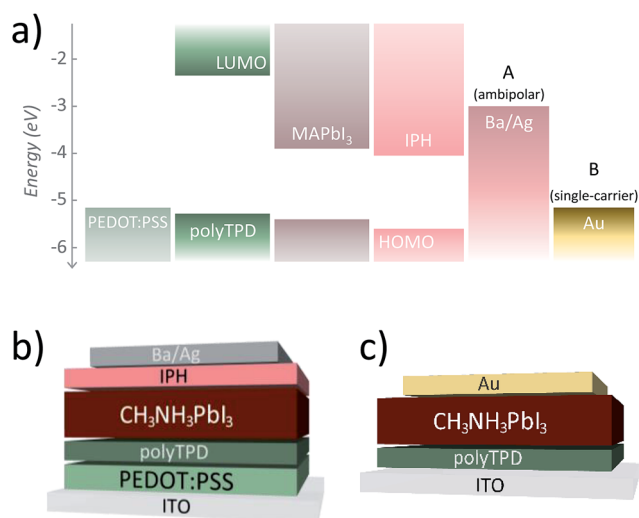 a)
Energy (eV)
-2
-3
-4
-5
-6
LUMO
MAPbI₃
IPH
A
(ambipolar)
Ba/Ag
B
(single-carrier)
PEDOT:PSS
polyTPD
HOMO
Au
b)
Ba/Ag
IPH
CH₃NH₃PbI₃
polyTPD
PEDOT:PSS
ITO
c)
Au
CH₃NH₃PbI₃
polyTPD
ITO